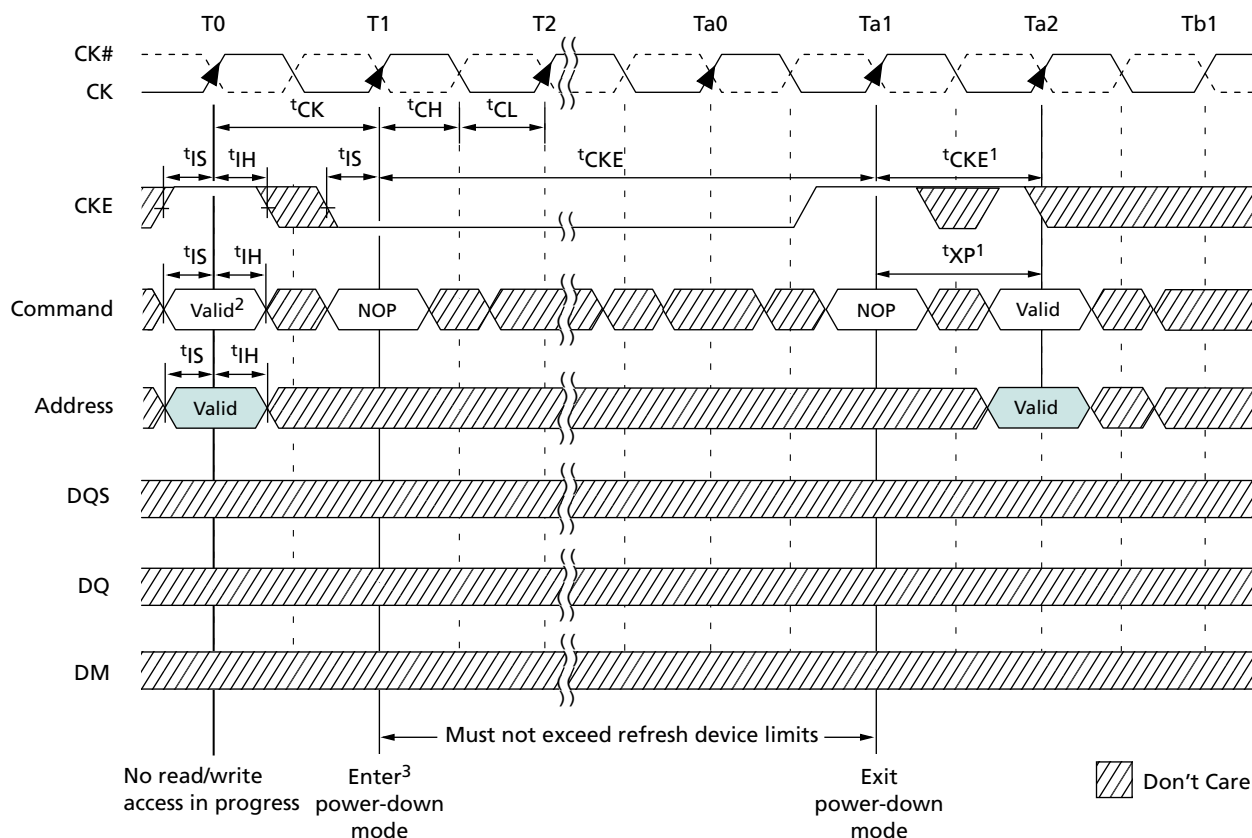 T0 T1 T2 Ta0 Ta1 Ta2 Tb1
CK#
CK
tCK tCH tCL
tIS tIH tIS tCKE tCKE1
CKE
tIS tIH tXP1
Command Valid2 NOP NOP Valid
tIS tIH
Address Valid Valid
DQS
DQ
DM
Must not exceed refresh device limits
No read/write
access in progress
Enter3
power-down
mode
Exit
power-down
mode
Don't Care